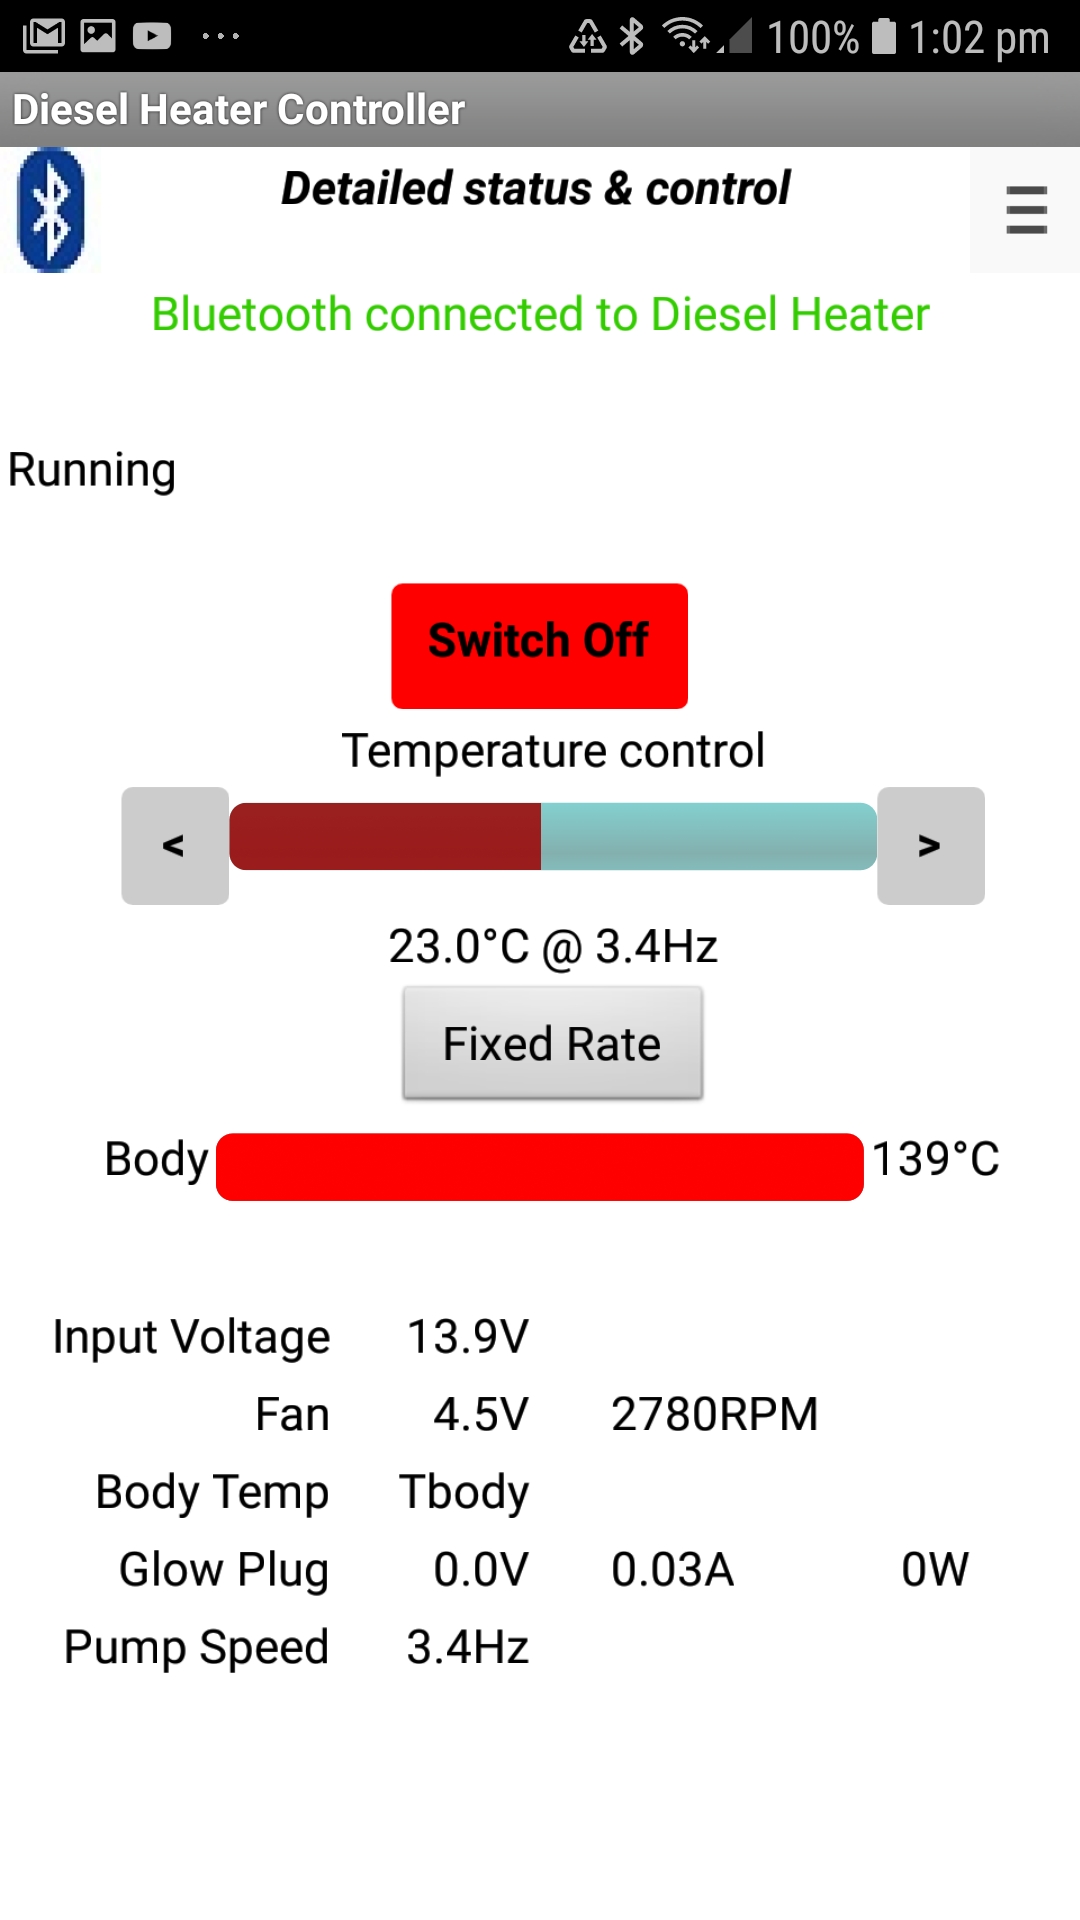 100% 1:02 pm
Diesel Heater Controller
Detailed status & control
Bluetooth connected to Diesel Heater
Running
Switch Off
Temperature control
< >
23.0°C @ 3.4Hz
Fixed Rate
Body 139°C
Input Voltage 13.9V
Fan 4.5V 2780RPM
Body Temp Tbody
Glow Plug 0.0V 0.03A 0W
Pump Speed 3.4Hz